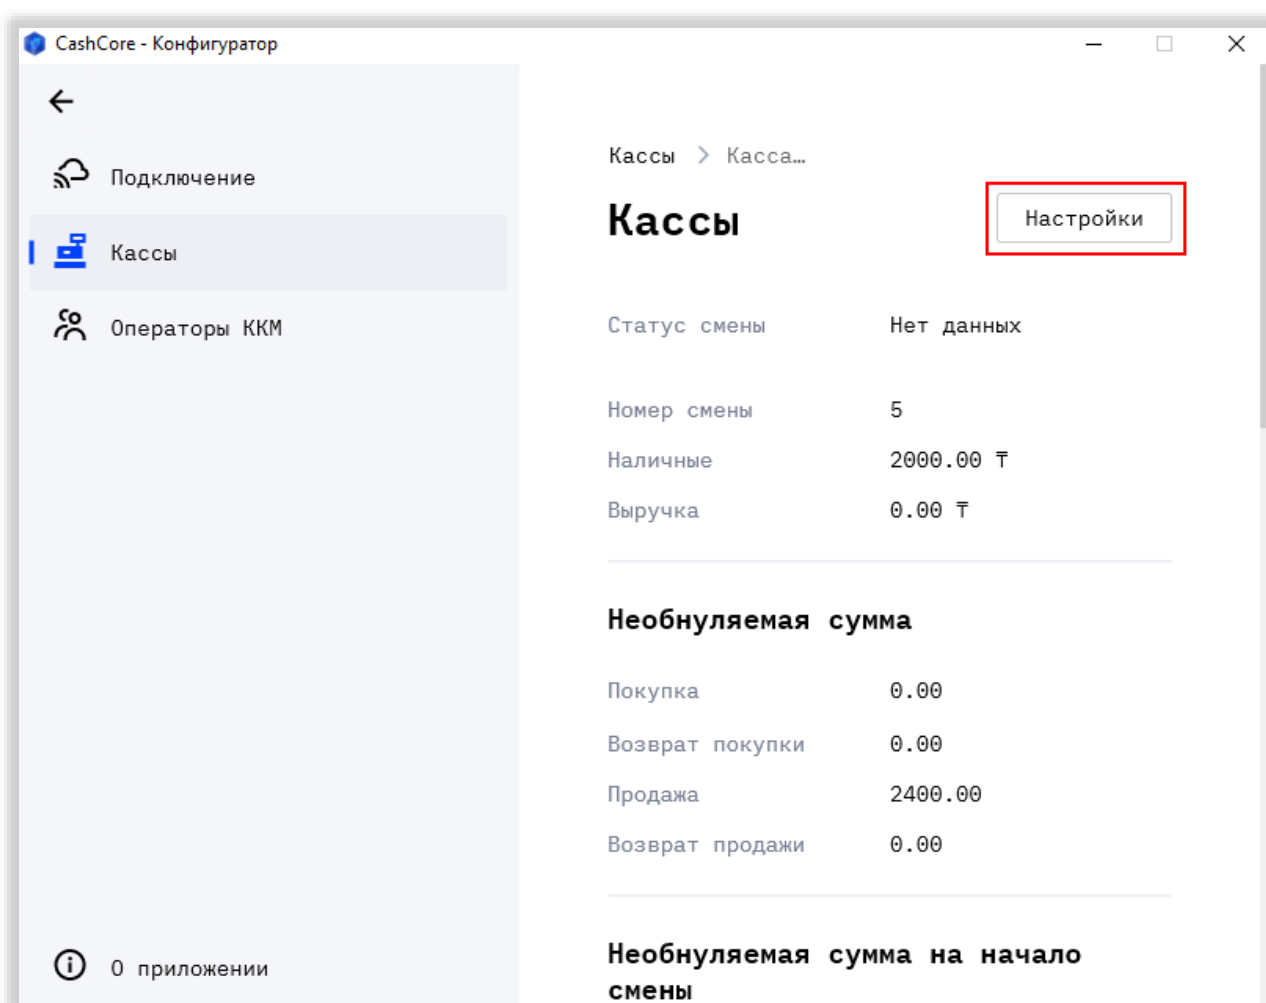 CashCore - Конфигуратор
Подключение
Кассы
Операторы ККМ
О приложении
Кассы > Касса…
Кассы
Настройки
Статус смены Нет данных
Номер смены 5
Наличные 2000.00 ₸
Выручка 0.00 ₸
Необнуляемая сумма
Покупка 0.00
Возврат покупки 0.00
Продажа 2400.00
Возврат продажи 0.00
Необнуляемая сумма на начало
смены